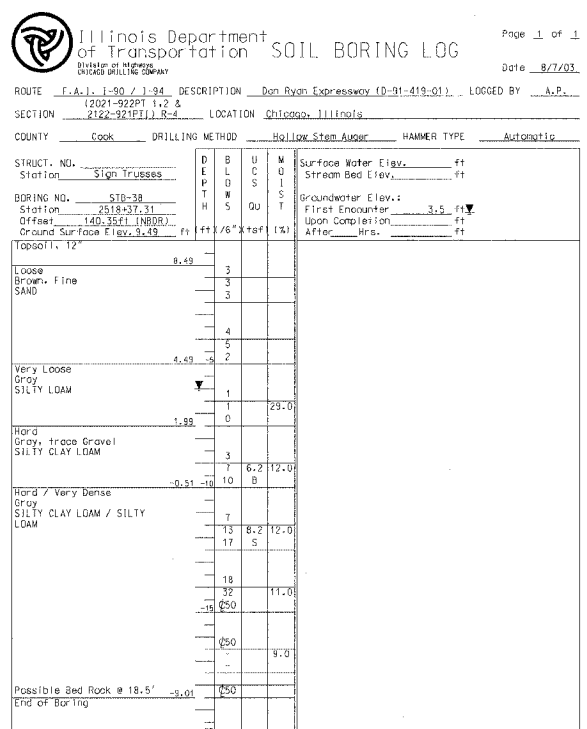 Illinois Department
of Transportation
Division of Highways
CHICAGO DRILLING COMPANY
SOIL BORING LOG
Page 1 of 1
Date 8/7/03
ROUTE F.A.I. I-90 / I-94 DESCRIPTION Dan Ryan Expressway (D-91-419-01) LOGGED BY A.P.
(2021-922PT 1,2 &
SECTION 2122-921PT() R-4 LOCATION Chicago, Illinois
COUNTY Cook DRILLING METHOD Hollow Stem Auger HAMMER TYPE Automatic
STRUCT. NO.
Station Sign Trusses
BORING NO. STB-38
Station 2518+37.31
Offset 140.35ft (NBDR)
Ground Surface Elev. 9.49 ft
DEPTH (ft)
BLOWS (/6")
UCS Qu (tsf)
MOIST (%)
Surface Water Elev. ft
Stream Bed Elev. ft
Groundwater Elev.:
First Encounter 3.5 ft
Upon Completion ft
After Hrs. ft
Topsoil, 12"
8.49
Loose 3
Brown, Fine 3
SAND 3
4
5
4.49 -5 2
Very Loose
Gray
SILTY LOAM 1
1 29.0
1.99 0
Hard
Gray, trace Gravel
SILTY CLAY LOAM 3
7 6.2 12.0
-0.51 -10 10 B
Hard / Very Dense
Gray
SILTY CLAY LOAM / SILTY 7
LOAM
13 8.2 12.0
17 S
18
32 11.0
-15 ₵50
₵50
- 9.0
-
Possible Bed Rock @ 18.5' -9.01 ₵50
End of Boring